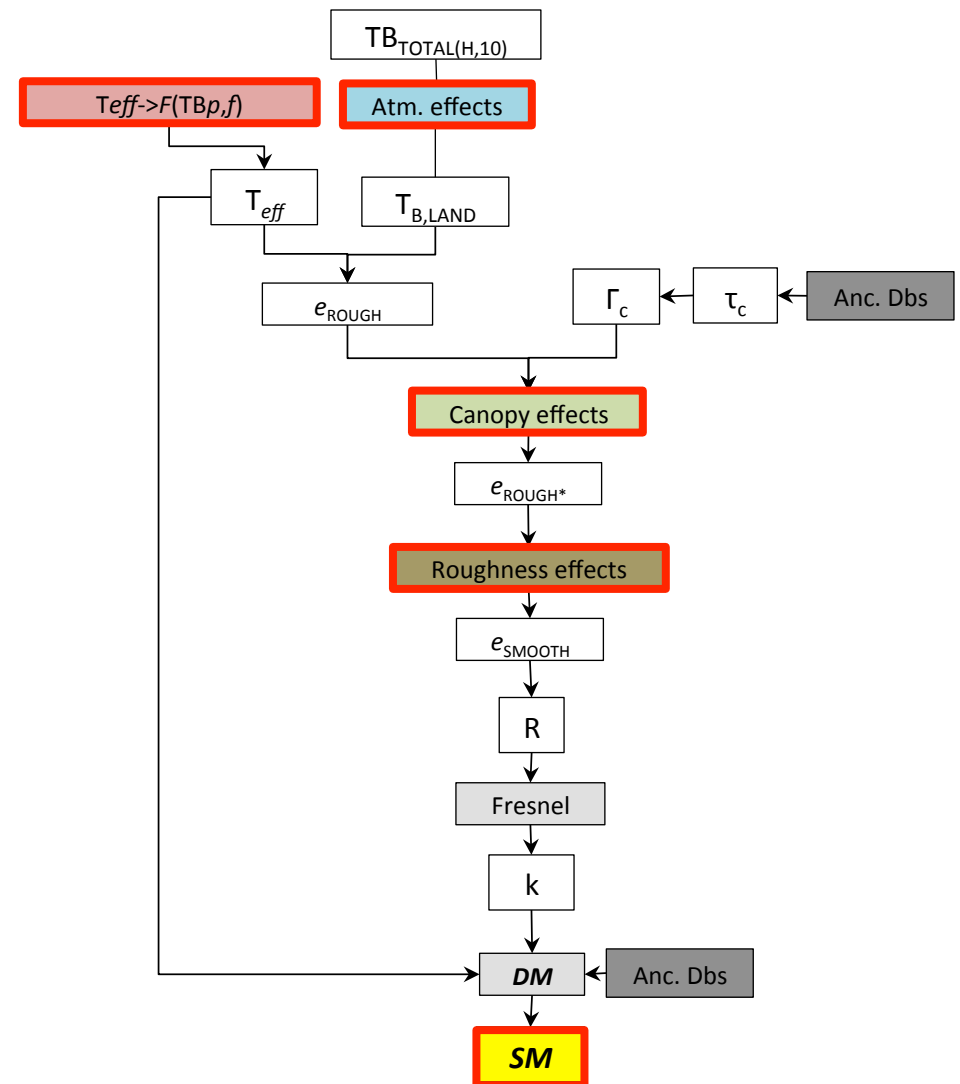 TB_TOTAL(H,10)
Teff->F(TBp,f)
Atm. effects
T_eff
T_B,LAND
e_ROUGH
Γ_c
τ_c
Anc. Dbs
Canopy effects
e_ROUGH*
Roughness effects
e_SMOOTH
R
Fresnel
k
DM
Anc. Dbs
SM